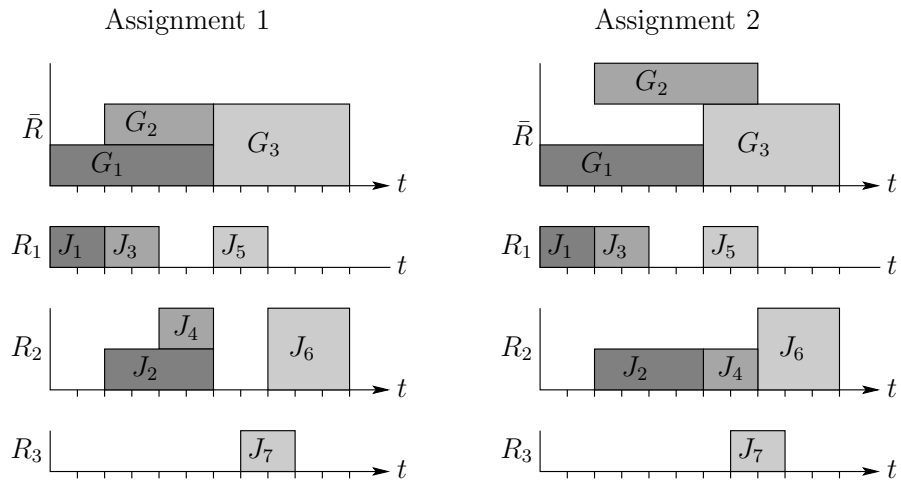 Assignment 1
R̄
G₁
G₂
G₃
t
R₁
J₁
J₃
J₅
t
R₂
J₂
J₄
J₆
t
R₃
J₇
t
Assignment 2
R̄
G₁
G₂
G₃
t
R₁
J₁
J₃
J₅
t
R₂
J₂
J₄
J₆
t
R₃
J₇
t